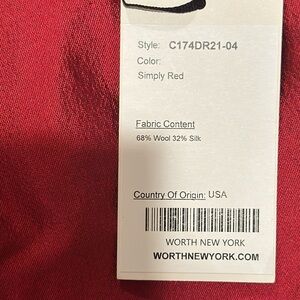 Style: C174DR21-04
Color:
Simply Red
Fabric Content
68% Wool 32% Silk
Country Of Origin: USA
WORTH NEW YORK
WORTHNEWYORK.COM